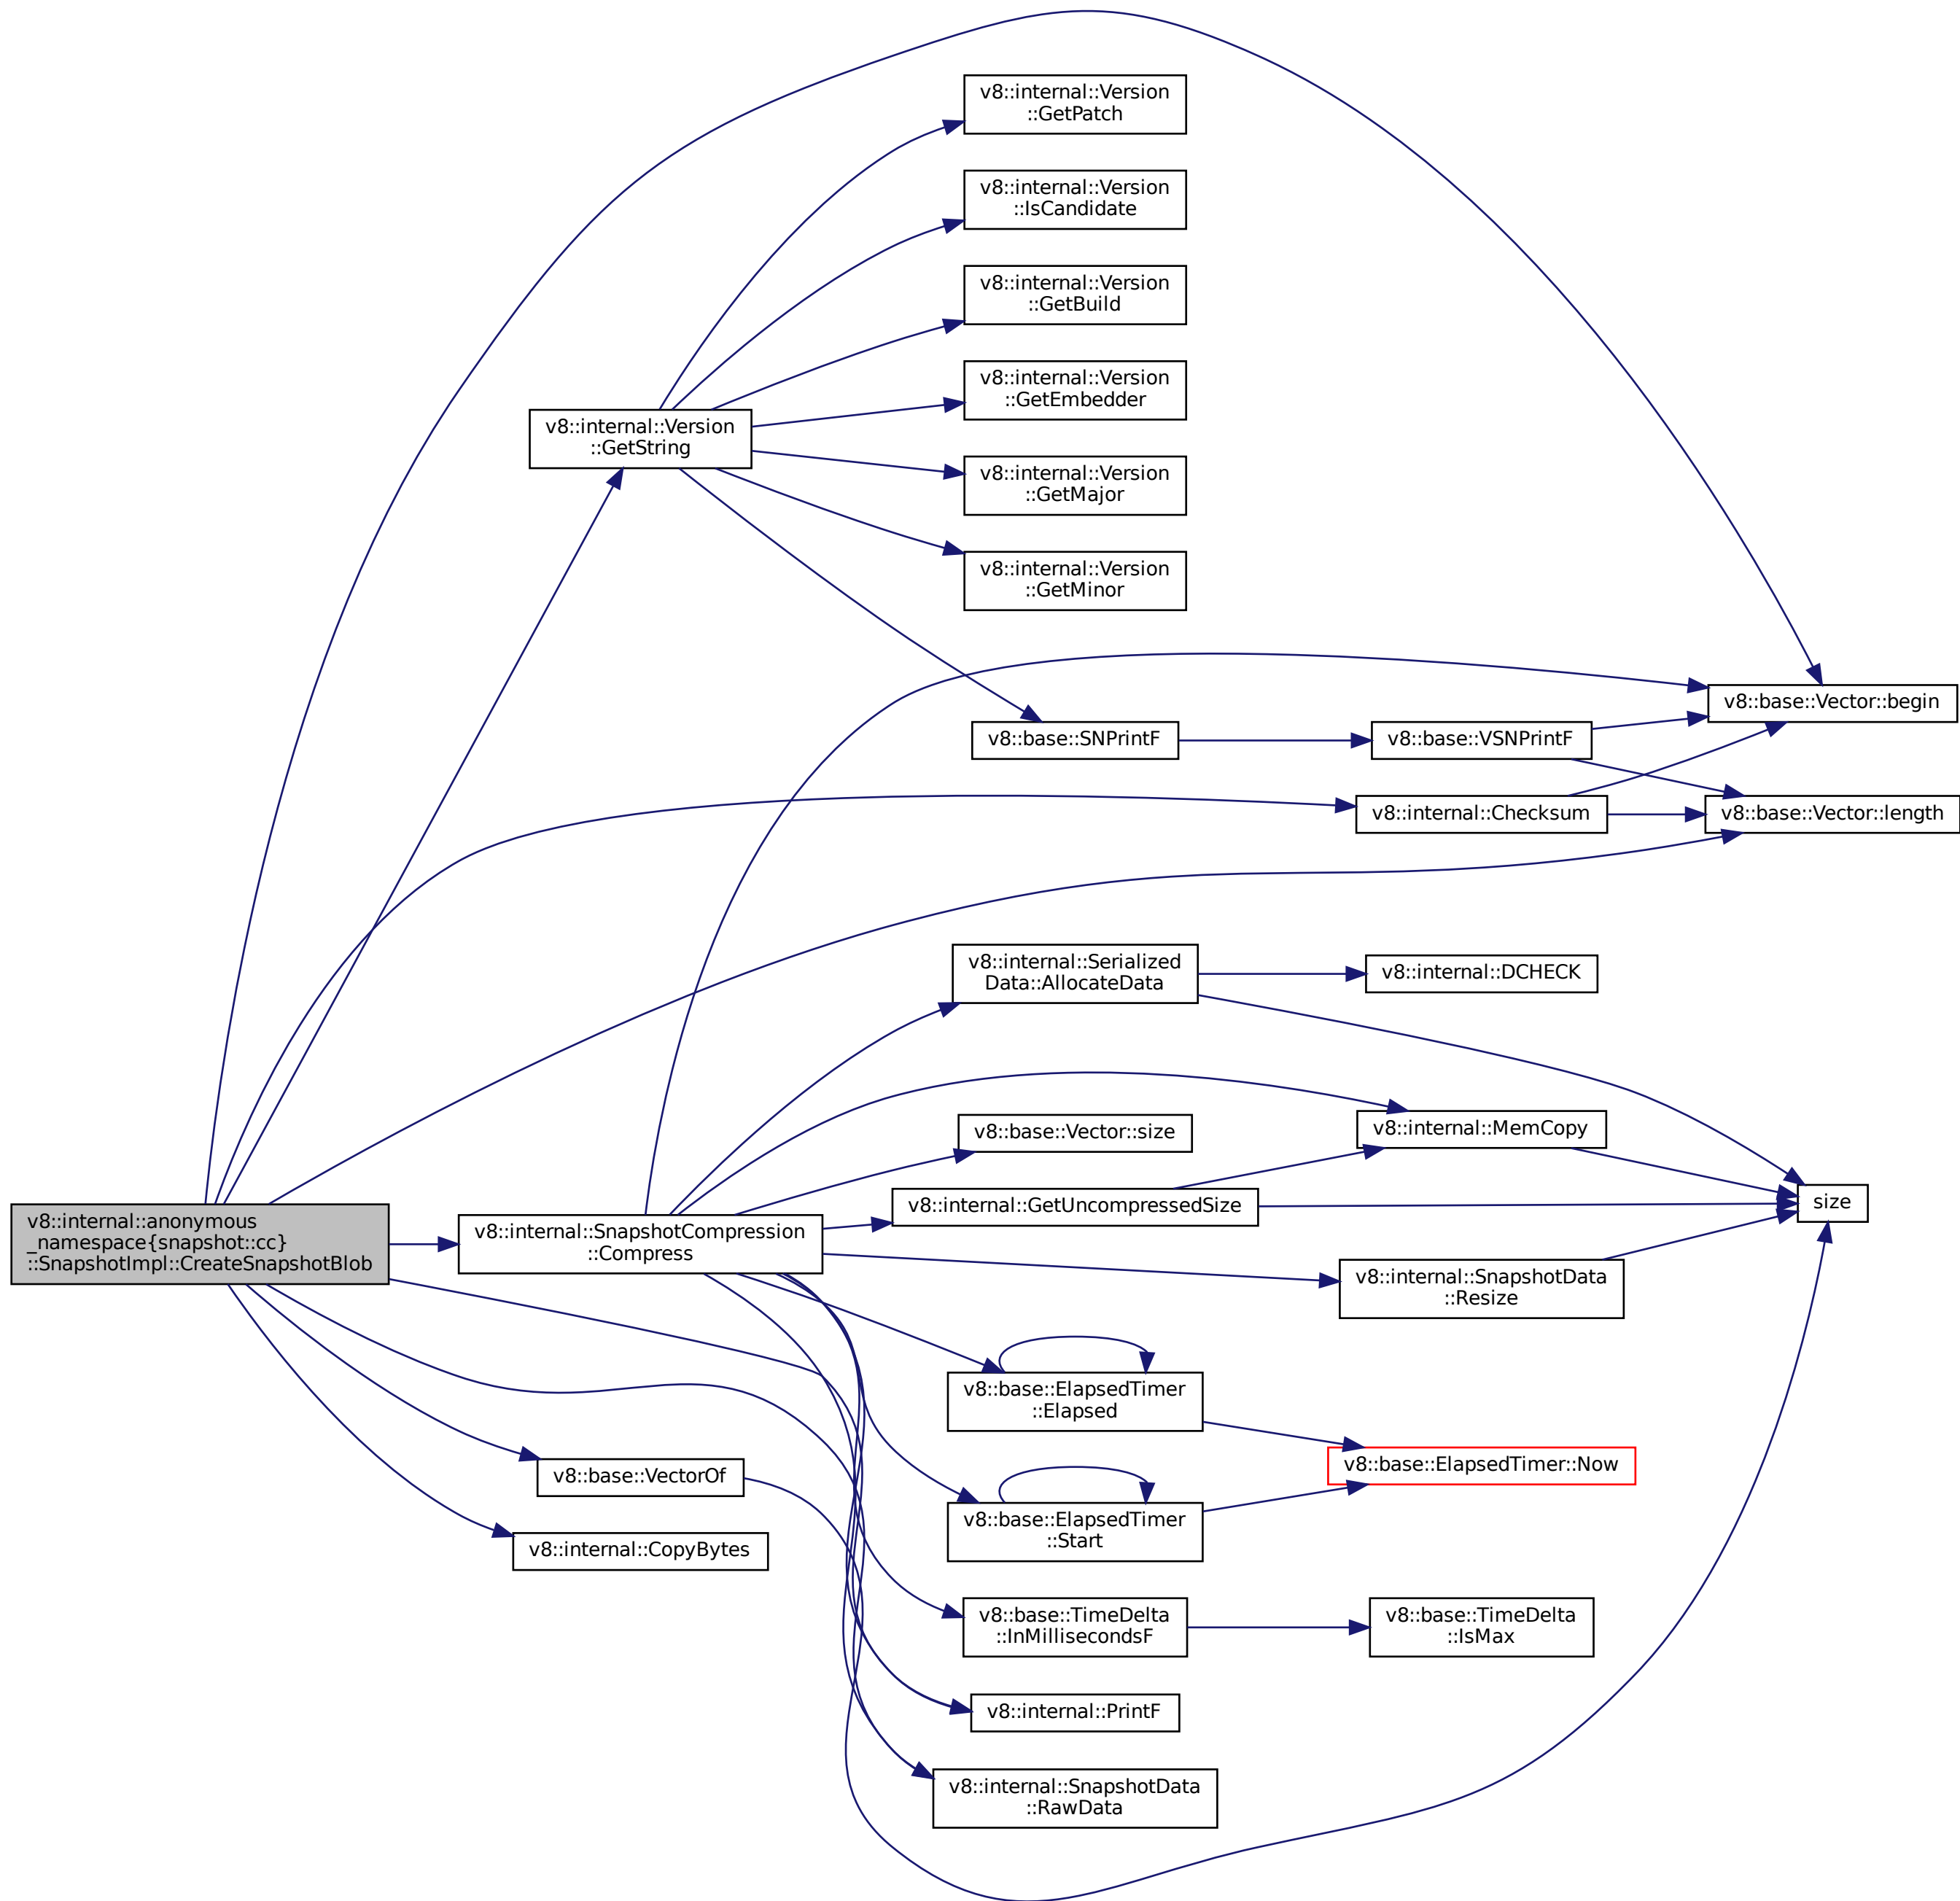 v8::internal::Version
::GetPatch
v8::internal::Version
::IsCandidate
v8::internal::Version
::GetBuild
v8::internal::Version
::GetEmbedder
v8::internal::Version
::GetString
v8::internal::Version
::GetMajor
v8::internal::Version
::GetMinor
v8::base::Vector::begin
v8::base::SNPrintF
v8::base::VSNPrintF
v8::internal::Checksum
v8::base::Vector::length
v8::internal::Serialized
Data::AllocateData
v8::internal::DCHECK
v8::base::Vector::size
v8::internal::MemCopy
v8::internal::GetUncompressedSize
size
v8::internal::anonymous
_namespace{snapshot::cc}
::SnapshotImpl::CreateSnapshotBlob
v8::internal::SnapshotCompression
::Compress
v8::internal::SnapshotData
::Resize
v8::base::ElapsedTimer
::Elapsed
v8::base::ElapsedTimer::Now
v8::base::VectorOf
v8::base::ElapsedTimer
::Start
v8::internal::CopyBytes
v8::base::TimeDelta
::InMillisecondsF
v8::base::TimeDelta
::IsMax
v8::internal::PrintF
v8::internal::SnapshotData
::RawData